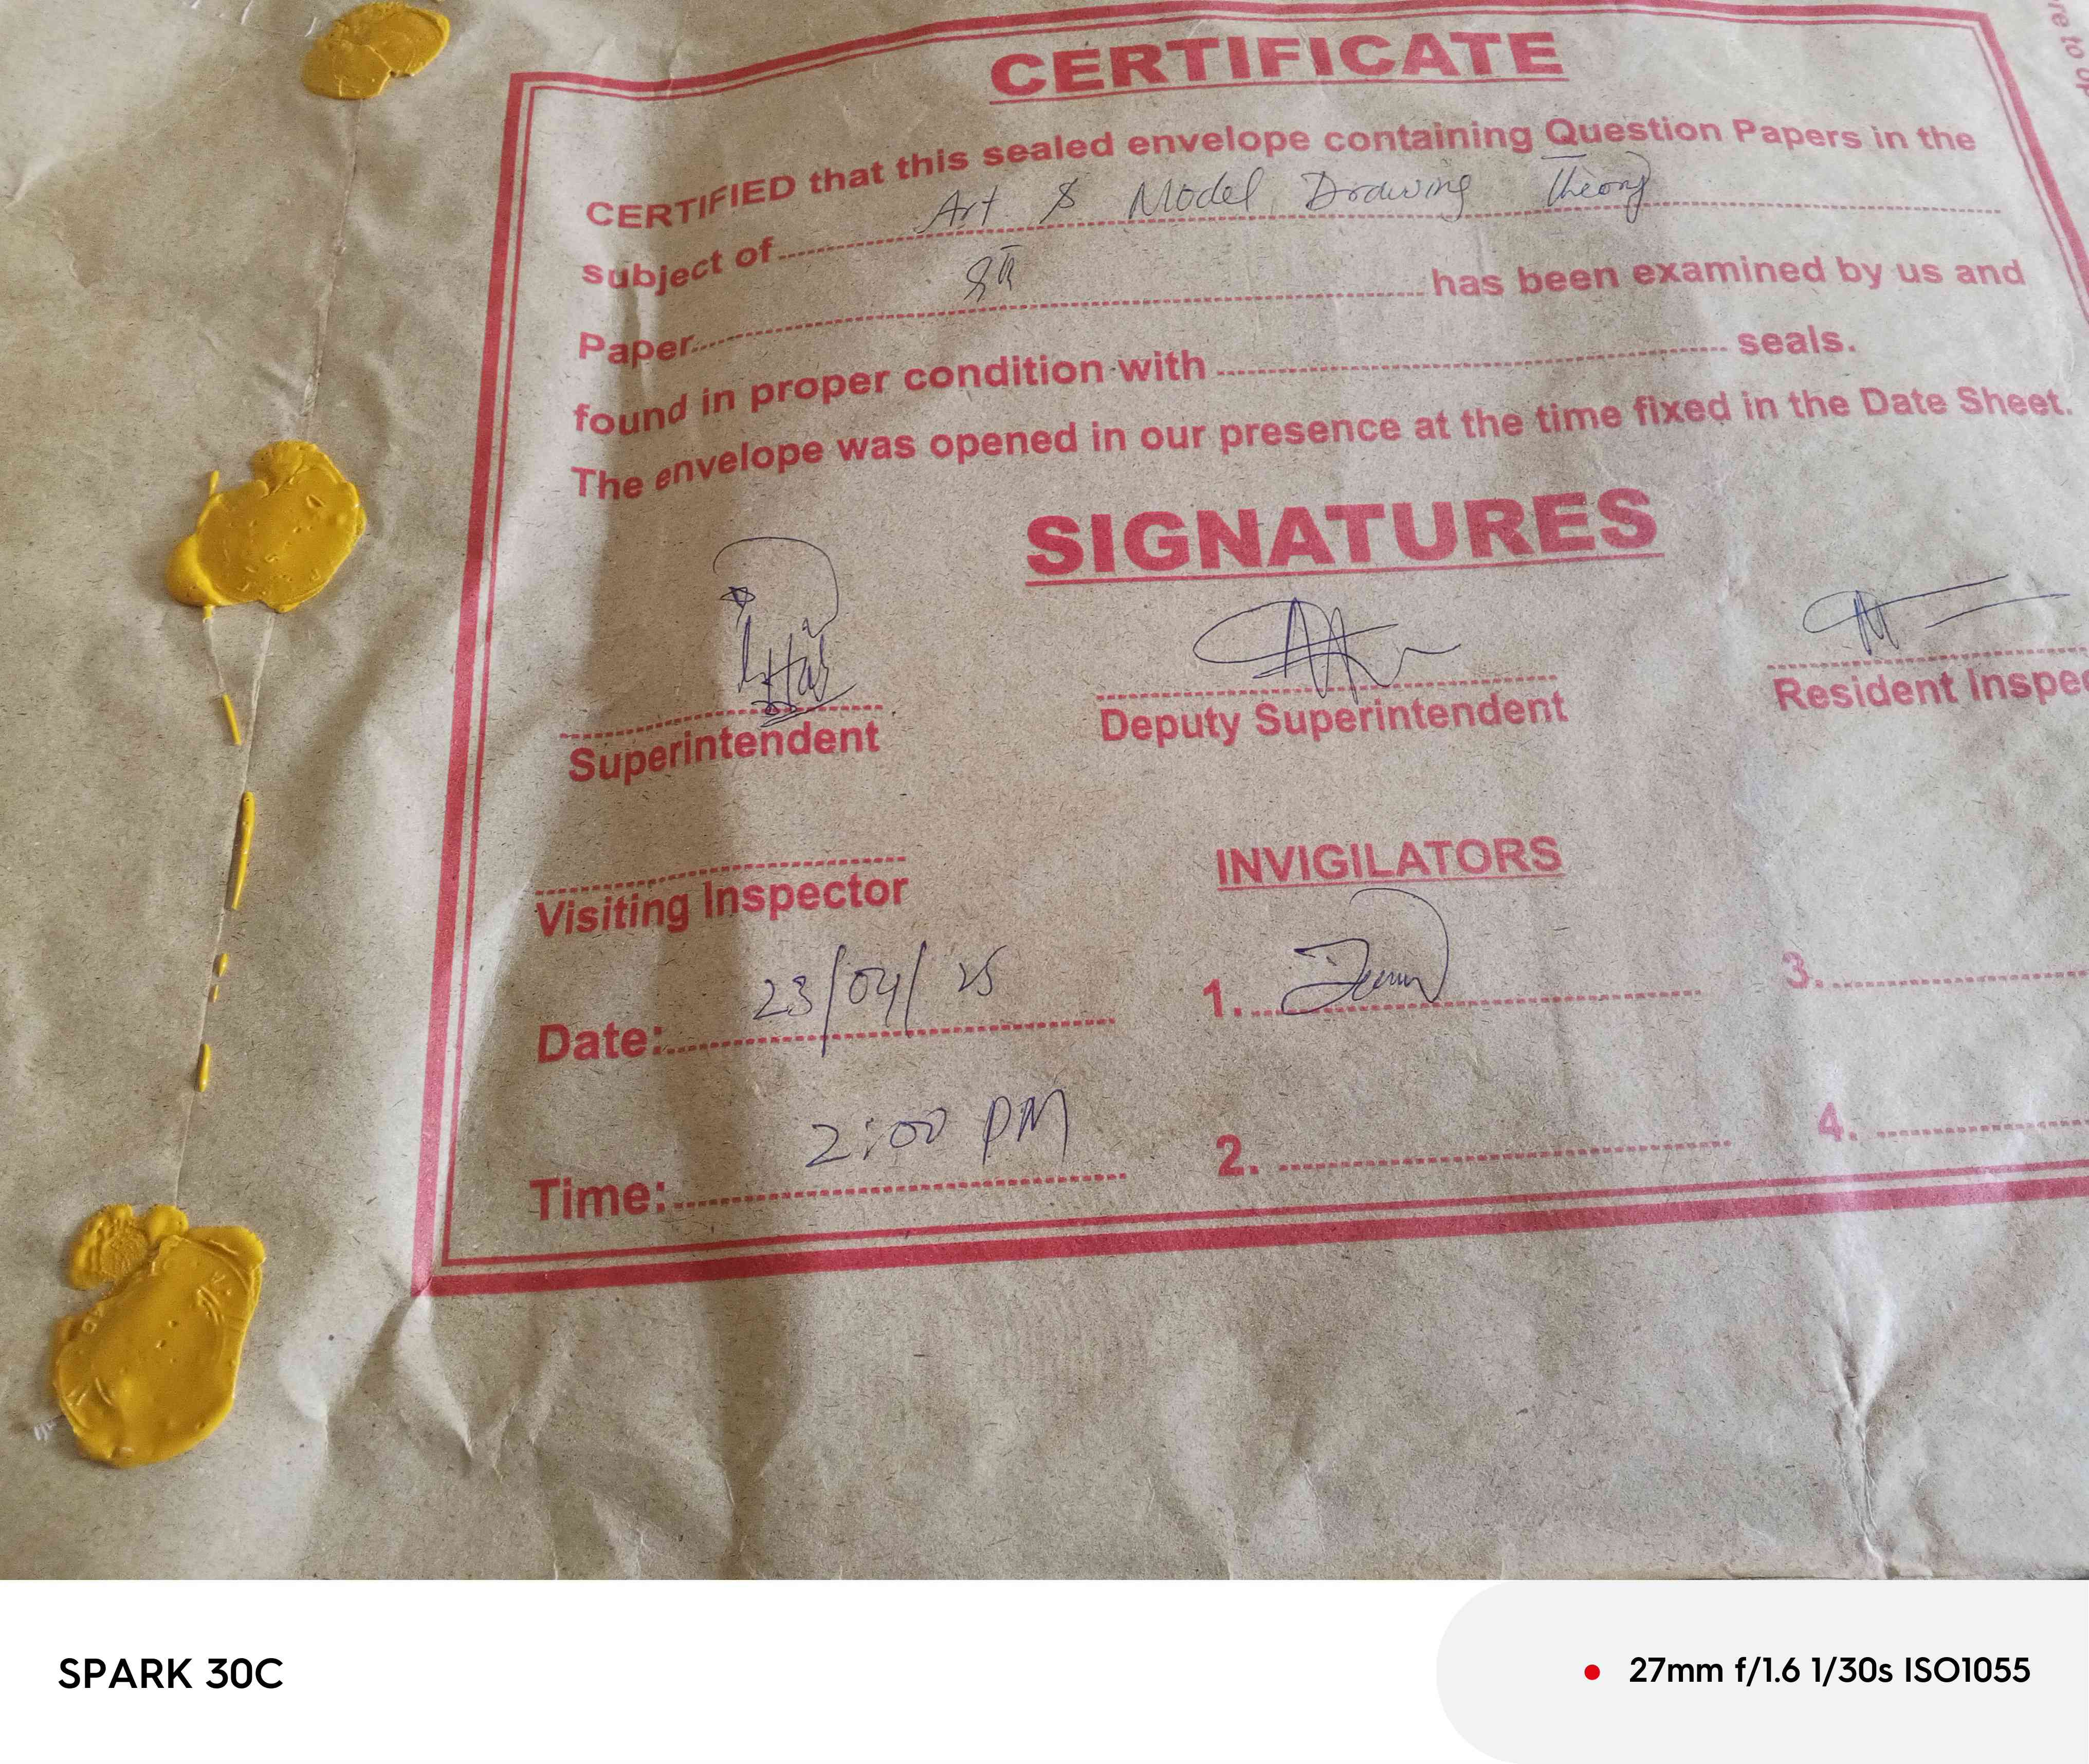 CERTIFICATE
CERTIFIED that this sealed envelope containing Question Papers in the
subject of Art & Model Drawing Theory
Paper 8th has been examined by us and
found in proper condition with seals.
The envelope was opened in our presence at the time fixed in the Date Sheet.
SIGNATURES
Superintendent
Deputy Superintendent
Resident Inspec
Visiting Inspector
INVIGILATORS
Date: 23/04/25
1.
3.
Time: 2:00 PM
2.
4.
SPARK 30C
27mm f/1.6 1/30s ISO1055